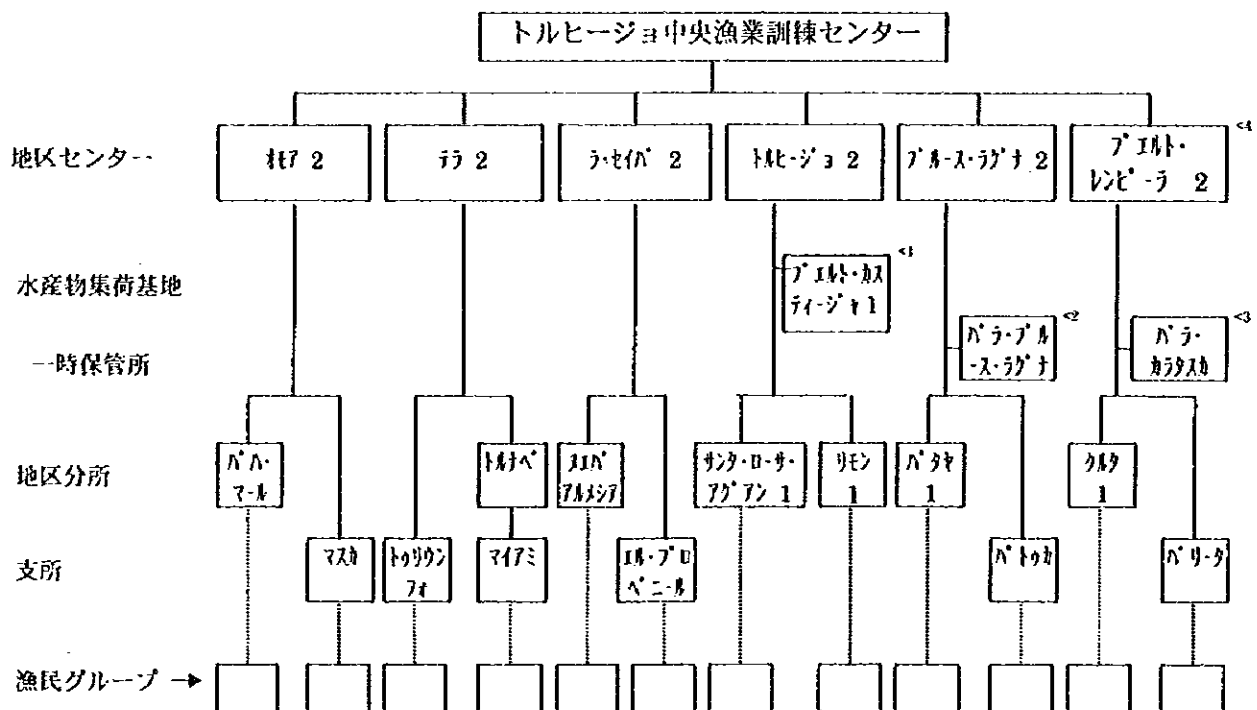 トルヒージョ中央漁業訓練センター
地区センター
ｵﾓｱ 2
ﾃﾗ 2
ﾗ･ｾｲﾊﾞ 2
ﾄﾙﾋｰｼﾞｮ 2
ﾌﾞﾙｰｽ･ﾗｸﾞﾅ 2
ﾌﾟｴﾙﾄ･
ﾚﾝﾋﾟｰﾗ 2
<4
水産物集荷基地
ﾌﾟｴﾙﾄ･ｶｽ
ﾃｨｰｼﾞｬ 1
<1
一時保管所
ﾊﾞﾗ･ﾌﾞﾙ
ｰｽ･ﾗｸﾞﾅ
<2
ﾊﾞﾗ･
ｶﾗﾀｽｶ
<3
地区分所
ﾊﾞﾊ･
ﾏｰﾙ
ﾄﾙﾅﾍﾞ
ﾇｴﾊﾞ
ｱﾙﾒｼｱ
ｻﾝﾀ･ﾛｰｻ･
ｱｸﾞｱﾝ 1
ﾘﾓﾝ
1
ﾊﾟﾀﾔ
1
ｸﾙﾀ
1
支所
ﾏｽｶ
ﾄｩﾘｳﾝ
ﾌｫ
ﾏｲｱﾐ
ｴﾙ･ﾌﾟﾛ
ﾍﾞﾆｰﾙ
ﾊﾟﾄｩｶ
ﾊﾞﾘｰﾀ
漁民グループ →